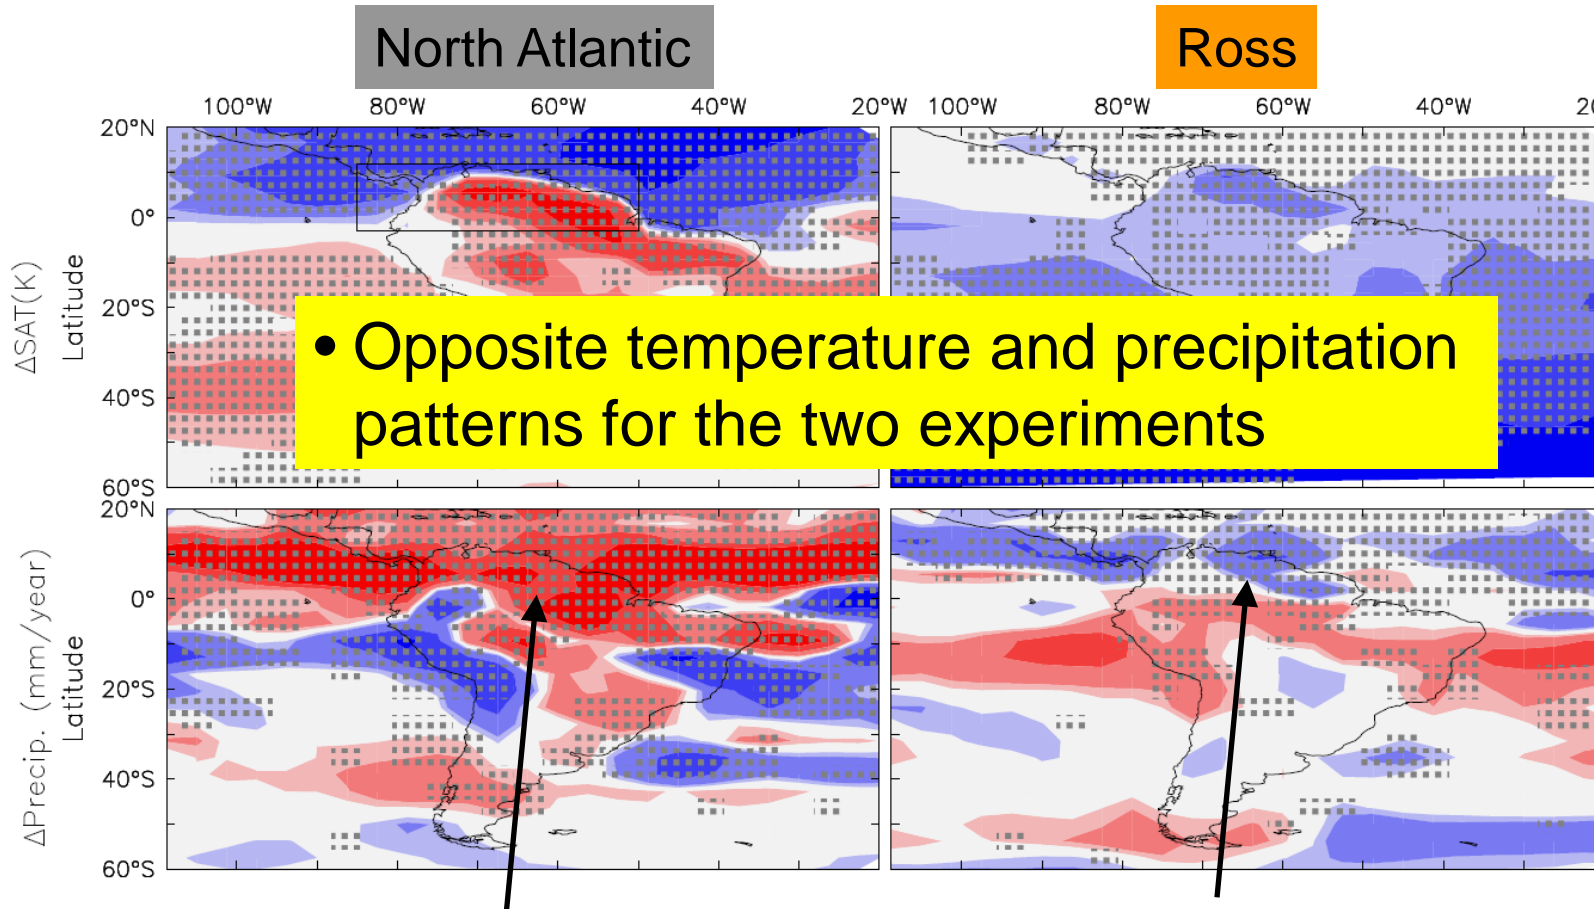 North Atlantic
Ross
100°W 80°W 60°W 40°W 20°W 100°W 80°W 60°W 40°W 20
20°N
0°
20°S
40°S
60°S
ΔSAT(K)
Latitude
• Opposite temperature and precipitation
patterns for the two experiments
20°N
0°
20°S
40°S
60°S
ΔPrecip. (mm/year)
Latitude